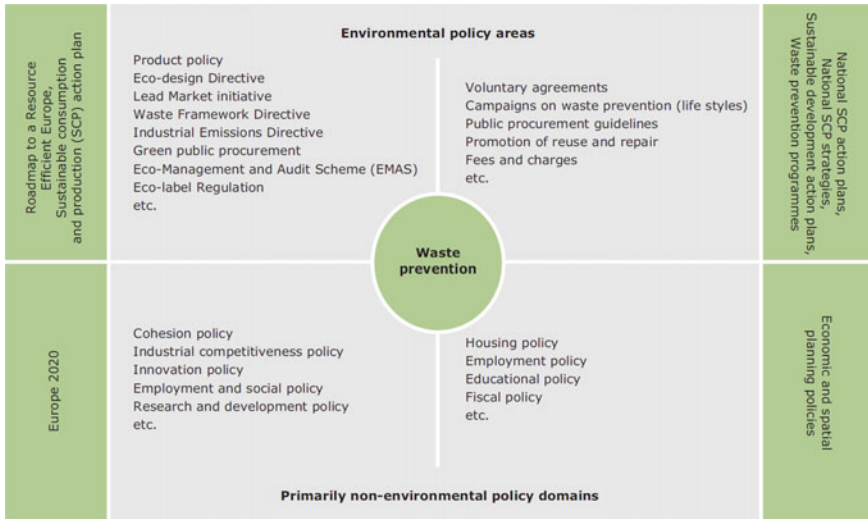 Environmental policy areas
Roadmap to a Resource
Efficient Europe,
Sustainable consumption
and production (SCP) action plan
Product policy
Eco-design Directive
Lead Market initiative
Waste Framework Directive
Industrial Emissions Directive
Green public procurement
Eco-Management and Audit Scheme (EMAS)
Eco-label Regulation
etc.
Voluntary agreements
Campaigns on waste prevention (life styles)
Public procurement guidelines
Promotion of reuse and repair
Fees and charges
etc.
National SCP action plans,
National SCP strategies,
Sustainable development action plans,
Waste prevention programmes
Waste
prevention
Europe 2020
Cohesion policy
Industrial competitiveness policy
Innovation policy
Employment and social policy
Research and development policy
etc.
Housing policy
Employment policy
Educational policy
Fiscal policy
etc.
Economic and spatial
planning policies
Primarily non-environmental policy domains